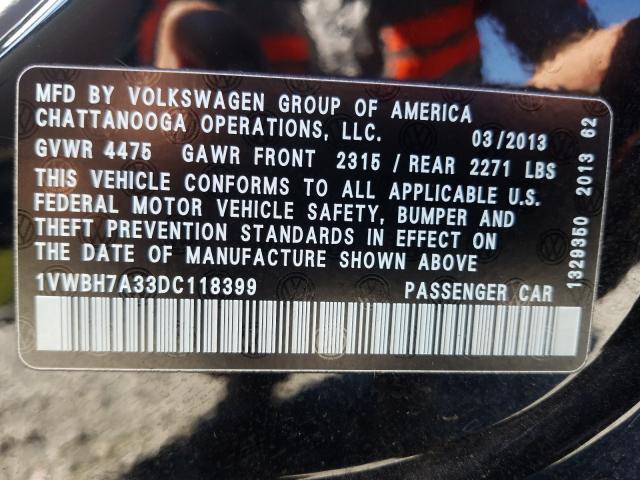 MFD BY VOLKSWAGEN GROUP OF AMERICA
CHATTANOOGA OPERATIONS, LLC. 03/2013
GVWR 4475 GAWR FRONT 2315 / REAR 2271 LBS
THIS VEHICLE CONFORMS TO ALL APPLICABLE U.S.
FEDERAL MOTOR VEHICLE SAFETY, BUMPER AND
THEFT PREVENTION STANDARDS IN EFFECT ON
THE DATE OF MANUFACTURE SHOWN ABOVE
1VWBH7A33DC118399 PASSENGER CAR
1329350 2013 62